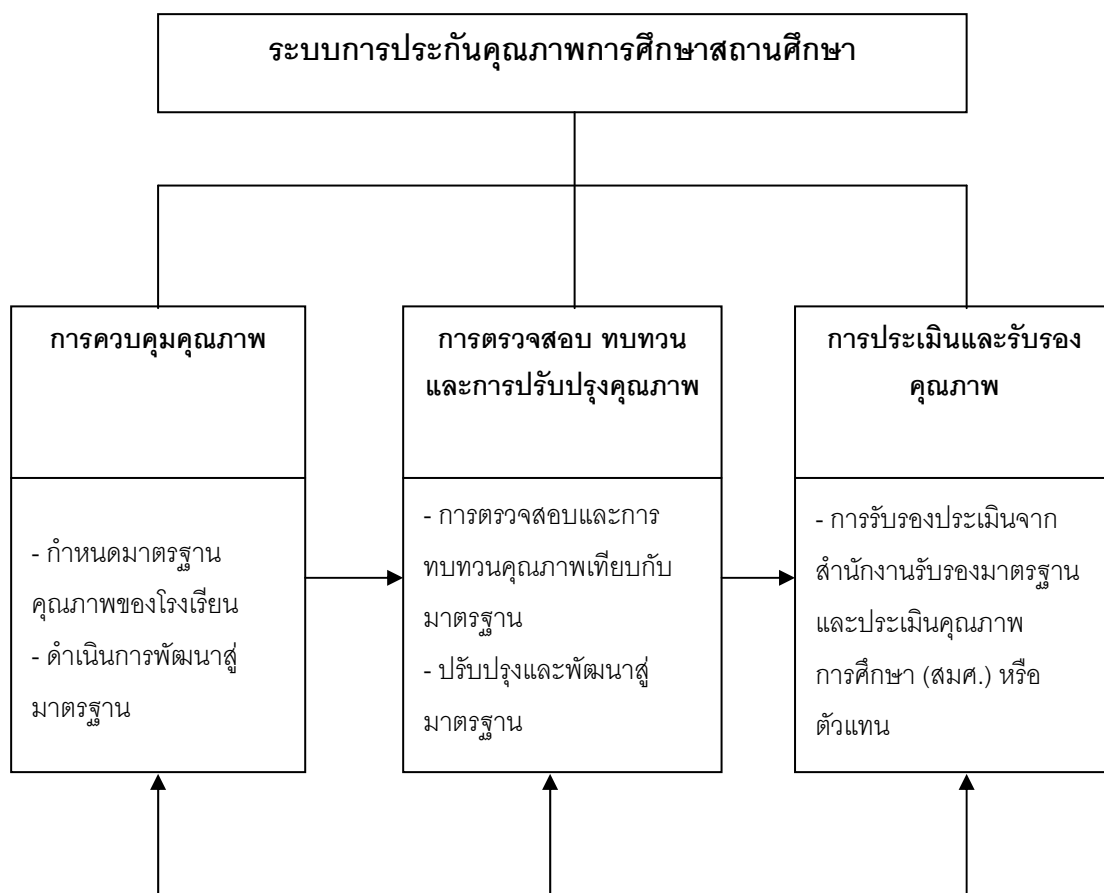 ระบบการประกันคุณภาพการศึกษาสถานศึกษา
การควบคุมคุณภาพ
- กำหนดมาตรฐาน
คุณภาพของโรงเรียน
- ดำเนินการพัฒนาสู่
มาตรฐาน
การตรวจสอบ ทบทวน
และการปรับปรุงคุณภาพ
- การตรวจสอบและการ
ทบทวนคุณภาพเทียบกับ
มาตรฐาน
- ปรับปรุงและพัฒนาสู่
มาตรฐาน
การประเมินและรับรอง
คุณภาพ
- การรับรองประเมินจาก
สำนักงานรับรองมาตรฐาน
และประเมินคุณภาพ
การศึกษา (สมศ.) หรือ
ตัวแทน